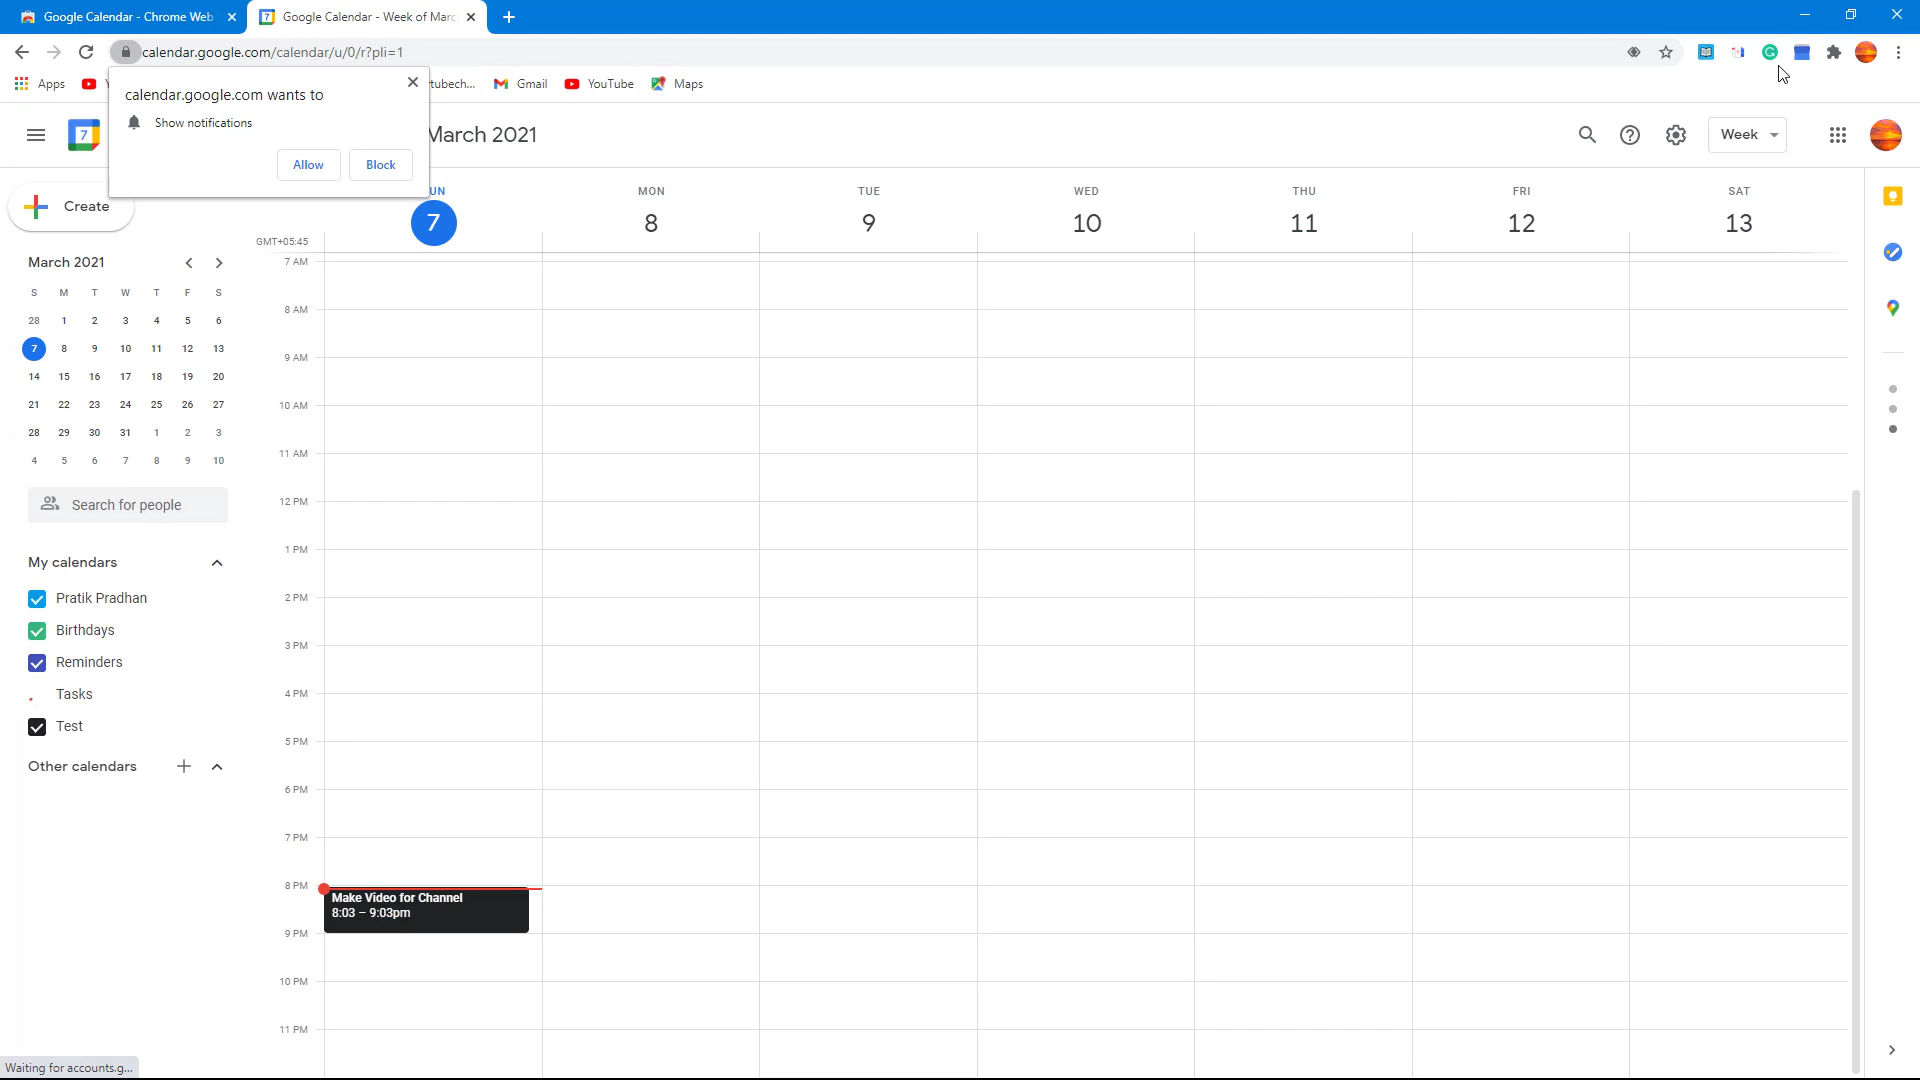 Google Calendar - Chrome Web
Google Calendar - Week of Marc
calendar.google.com/calendar/u/0/r?pli=1
Apps
tubech...
Gmail
YouTube
Maps
calendar.google.com wants to
Show notifications
Allow
Block
7
March 2021
Week
Create
UN
7
MON
8
TUE
9
WED
10
THU
11
FRI
12
SAT
13
GMT+05:45
March 2021
S M T W T F S
28 1 2 3 4 5 6
7 8 9 10 11 12 13
14 15 16 17 18 19 20
21 22 23 24 25 26 27
28 29 30 31 1 2 3
4 5 6 7 8 9 10
Search for people
My calendars
Pratik Pradhan
Birthdays
Reminders
Tasks
Test
Other calendars
7 AM
8 AM
9 AM
10 AM
11 AM
12 PM
1 PM
2 PM
3 PM
4 PM
5 PM
6 PM
7 PM
8 PM
Make Video for Channel
8:03 – 9:03pm
9 PM
10 PM
11 PM
Waiting for accounts.g...